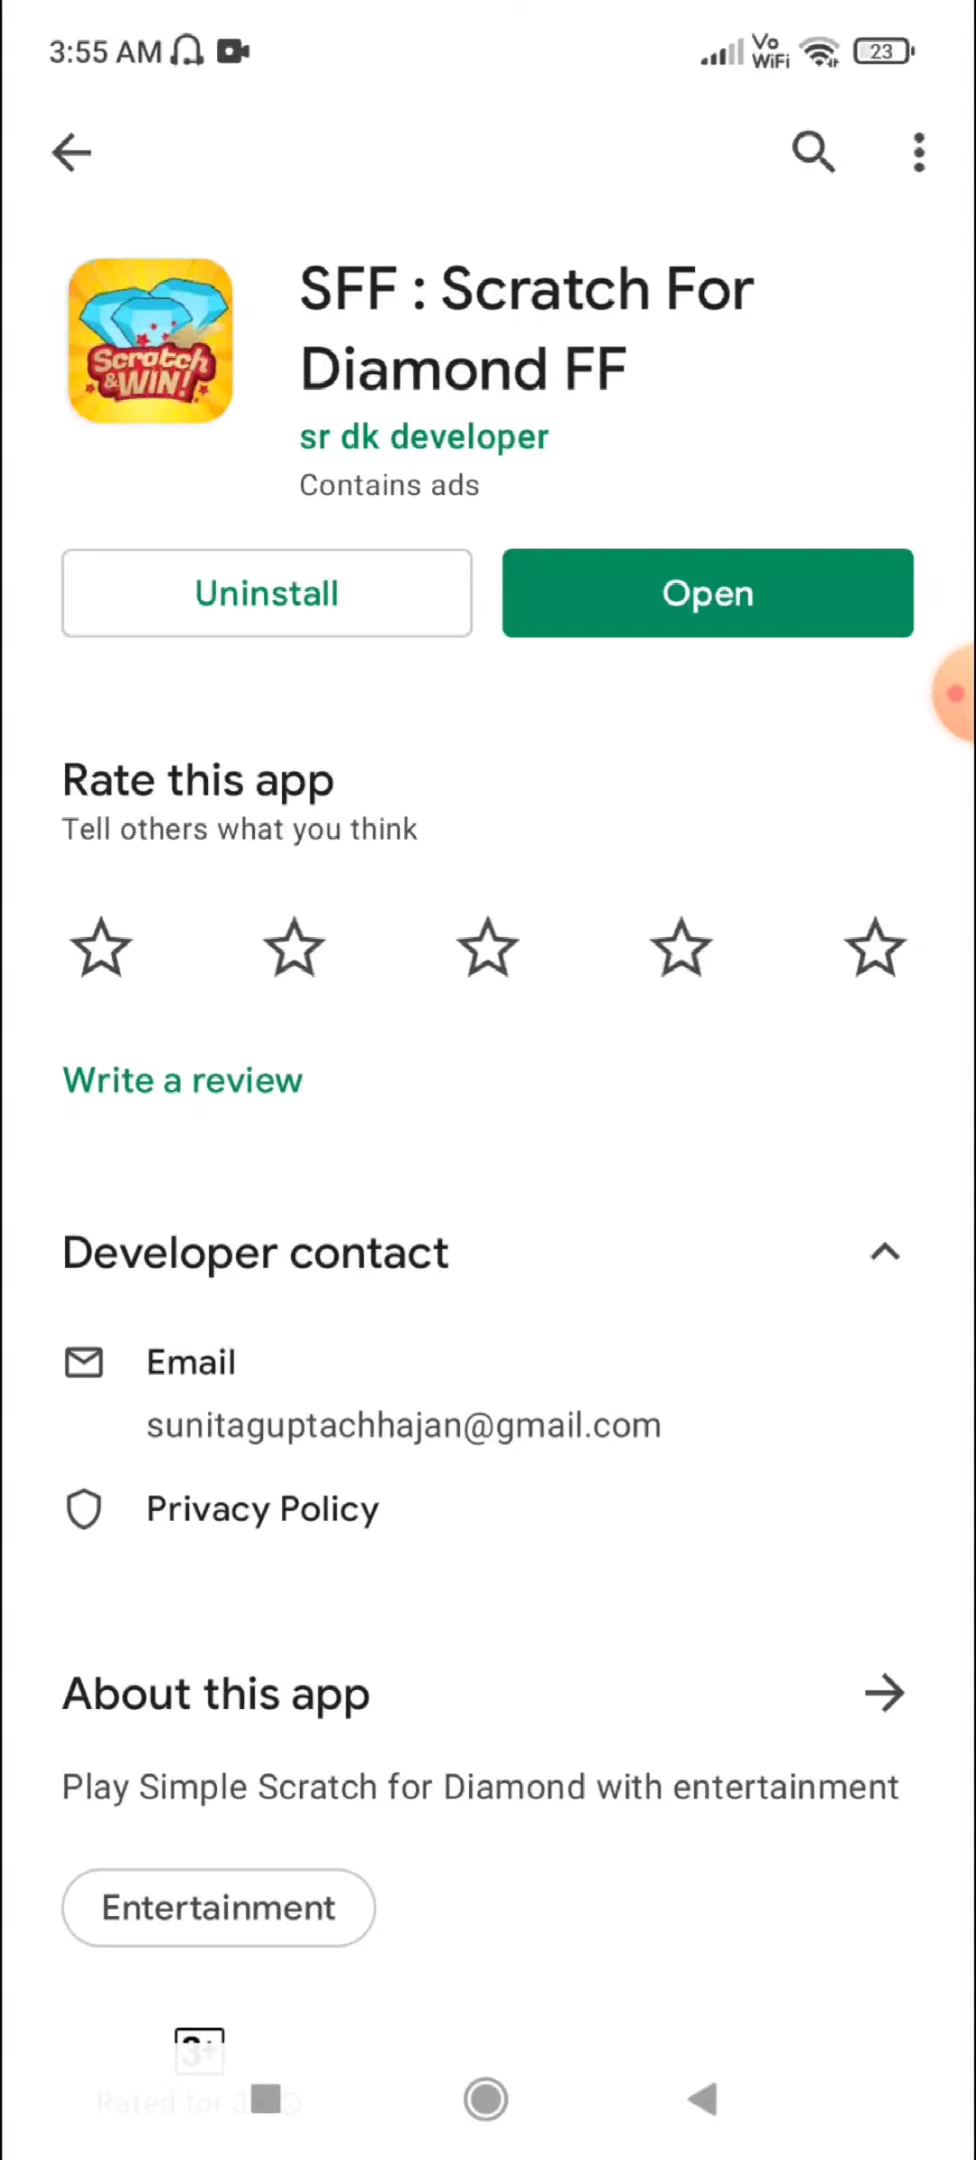 3:55 AM
Vo
WiFi
23
SFF : Scratch For
Diamond FF
Scratch
&WIN!
sr dk developer
Contains ads
Uninstall
Open
Rate this app
Tell others what you think
Write a review
Developer contact
Email
sunitaguptachhajan@gmail.com
Privacy Policy
About this app
Play Simple Scratch for Diamond with entertainment
Entertainment
3+
Rated for